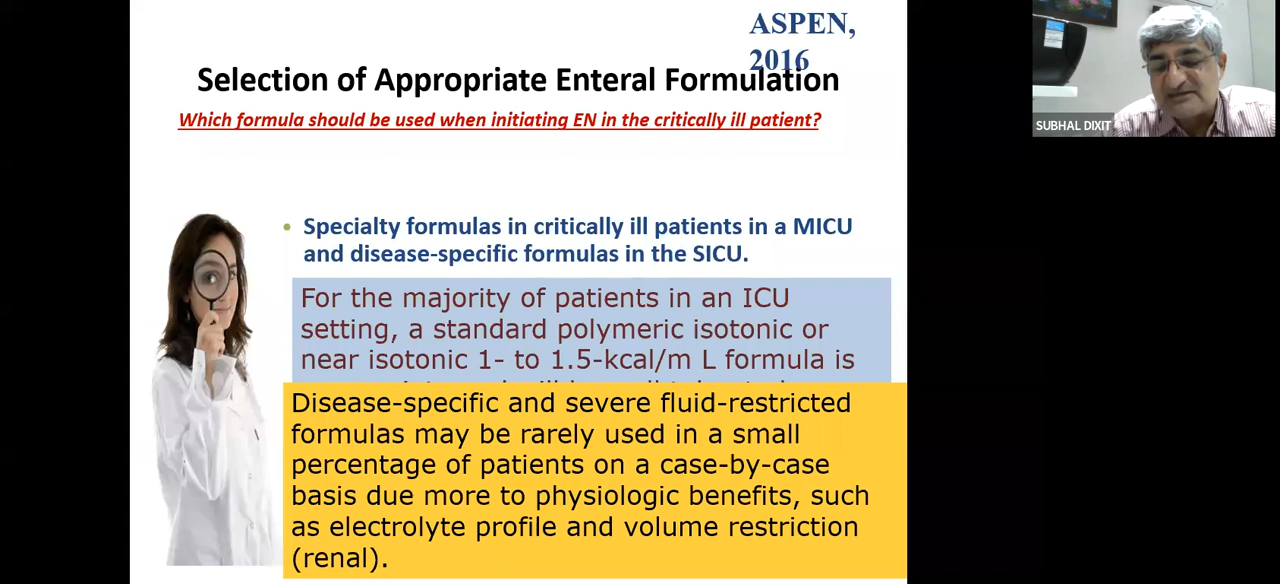 ASPEN,
2016
Selection of Appropriate Enteral Formulation
Which formula should be used when initiating EN in the critically ill patient?
• Specialty formulas in critically ill patients in a MICU
and disease-specific formulas in the SICU.
For the majority of patients in an ICU
setting, a standard polymeric isotonic or
near isotonic 1- to 1.5-kcal/m L formula is
Disease-specific and severe fluid-restricted
formulas may be rarely used in a small
percentage of patients on a case-by-case
basis due more to physiologic benefits, such
as electrolyte profile and volume restriction
(renal).
SUBHAL DIXIT